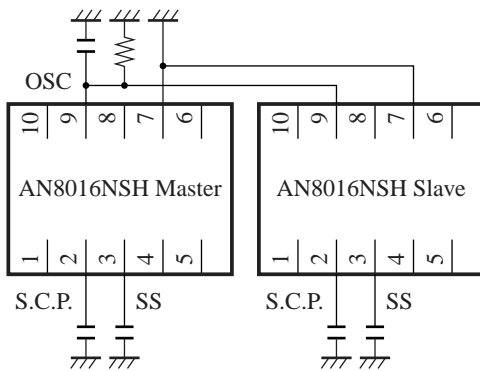 OSC
10 9 8 7 6 10 9 8 7 6
AN8016NSH Master AN8016NSH Slave
1 2 3 4 5 1 2 3 4 5
S.C.P. SS S.C.P. SS